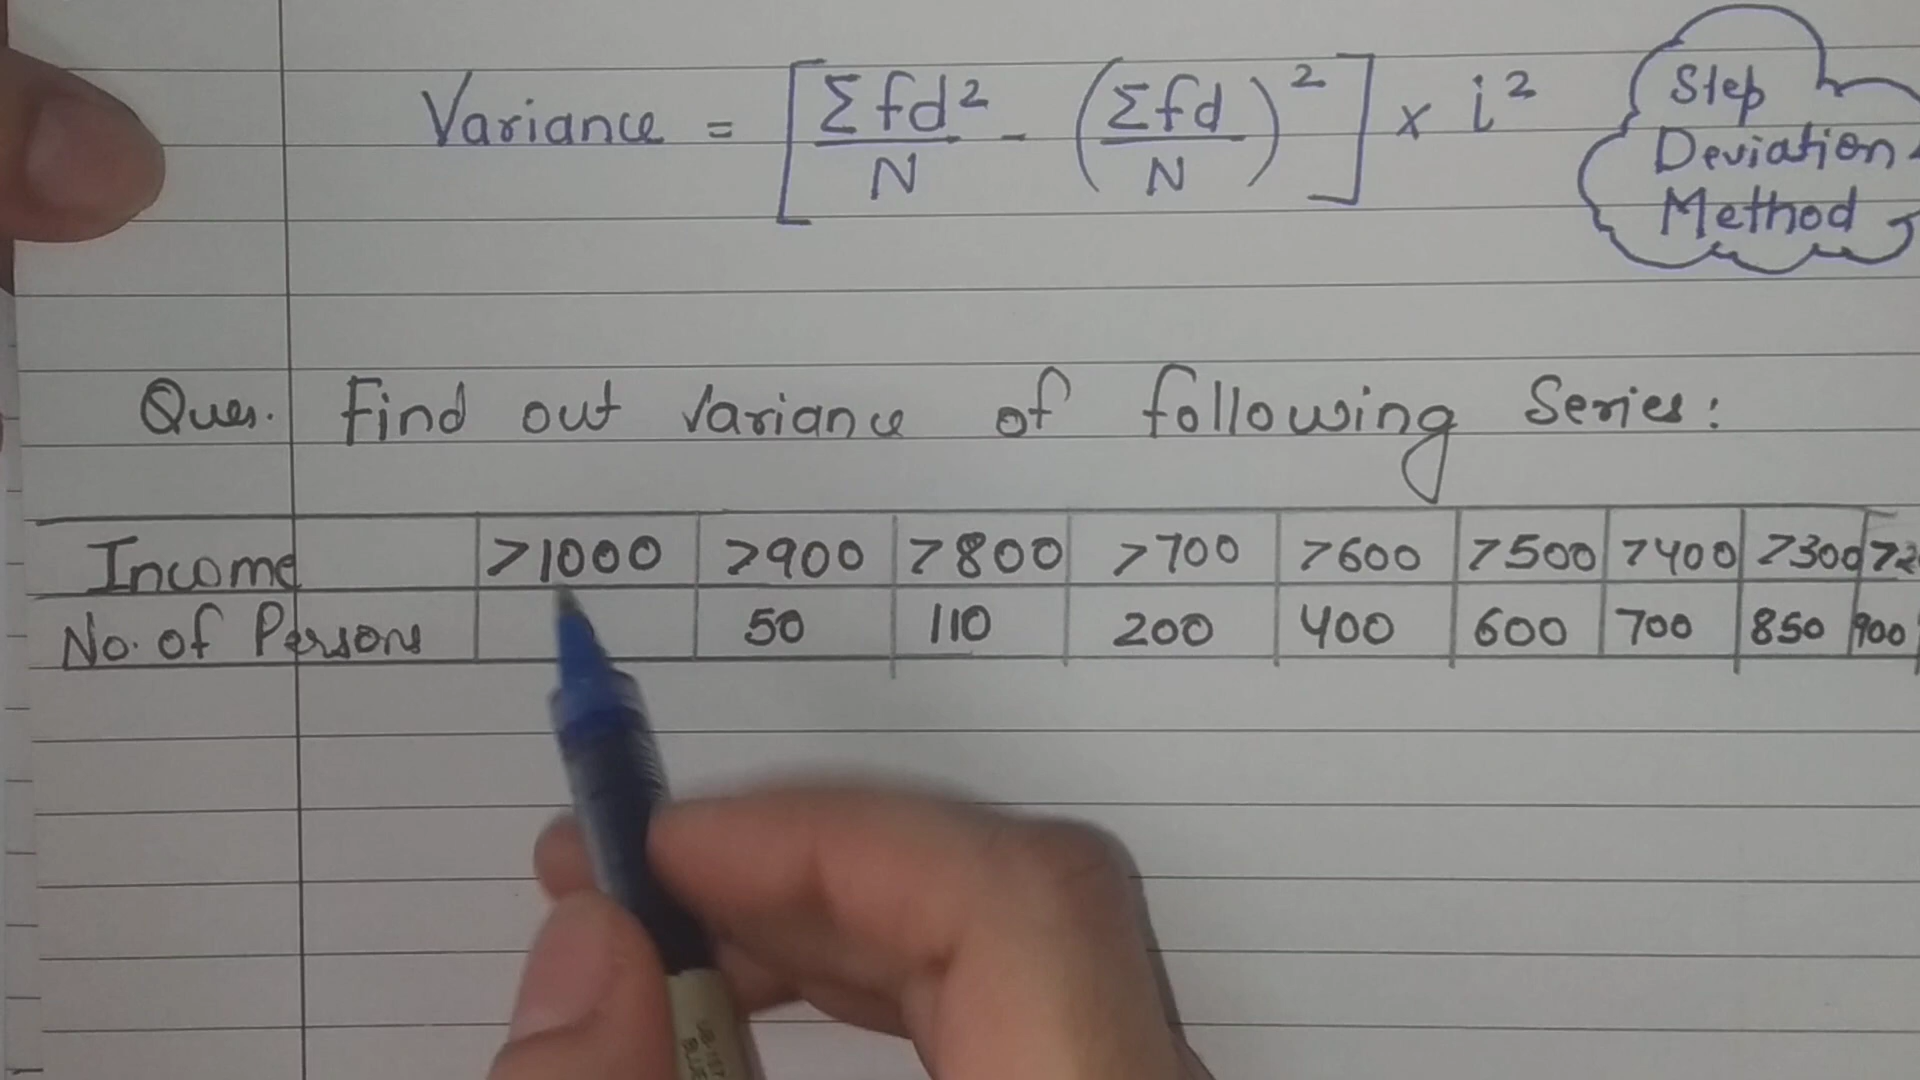 Variance = [Σfd²/N - (Σfd/N)²] × i²
Step
Deviation
Method
Ques. Find out variance of following Series:
Income >1000 >900 >800 >700 >600 >500 >400 >300
No. of Persons 50 110 200 400 600 700 850 900